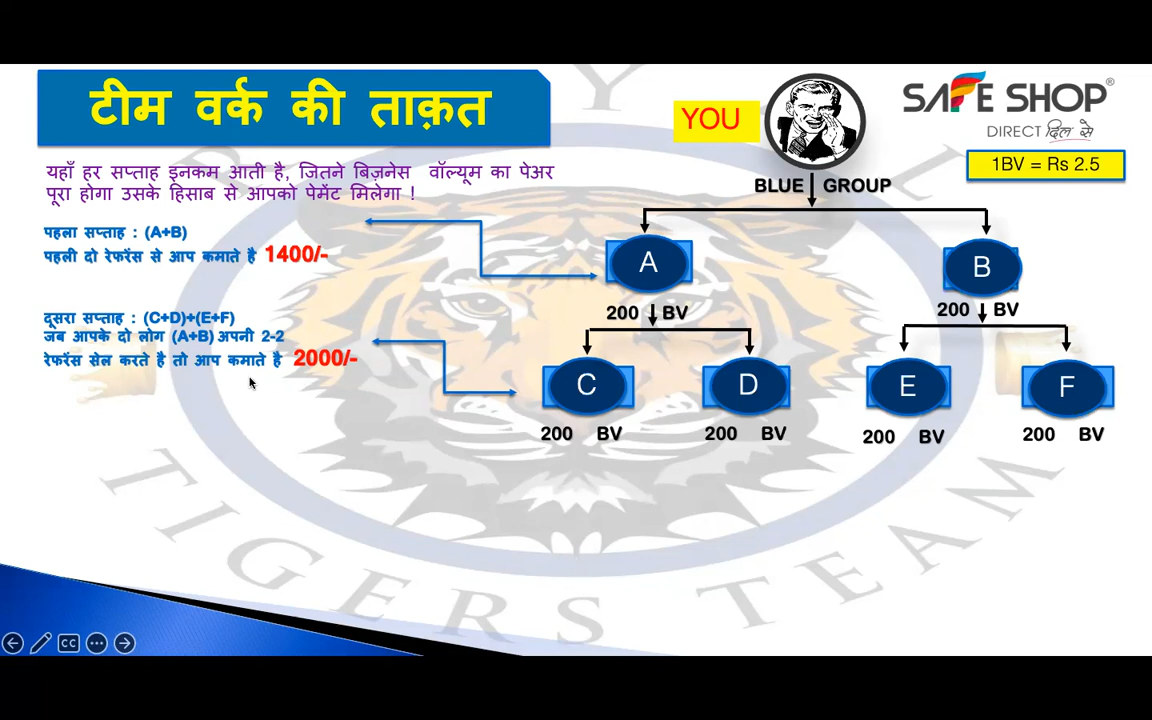 टीम वर्क की ताक़त
YOU
SAFE SHOP®
DIRECT दिल से
1BV = Rs 2.5
यहाँ हर सप्ताह इनकम आती है, जितने बिज़नेस वॉल्यूम का पेअर
पूरा होगा उसके हिसाब से आपको पेमेंट मिलेगा !
BLUE GROUP
पहला सप्ताह : (A+B)
पहली दो रेफरेंस से आप कमाते है 1400/-
A
B
200 BV
200 BV
दूसरा सप्ताह : (C+D)+(E+F)
जब आपके दो लोग (A+B) अपनी 2-2
रेफरेंस सेल करते है तो आप कमाते है 2000/-
C
D
E
F
200 BV
200 BV
200 BV
200 BV
TIGERS TEAM
CC